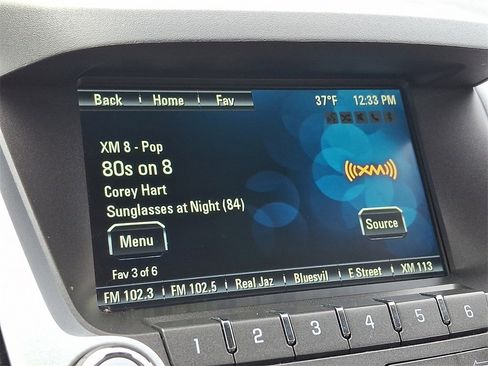 Back Home Fav 37°F 12:33 PM
XM 8 - Pop
80s on 8
Corey Hart
Sunglasses at Night (84)
((XM))
Menu
Source
Fav 3 of 6
FM 102.3 FM 102.5 Real Jaz Bluesvil E Street XM 113
1 2 3 4 5 6